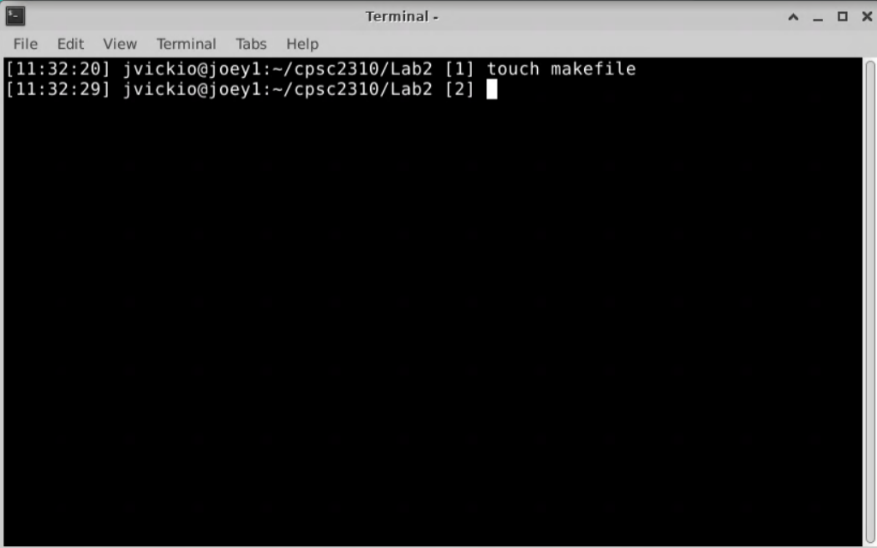 Terminal -
File Edit View Terminal Tabs Help
[11:32:20] jvickio@joey1:~/cpsc2310/Lab2 [1] touch makefile
[11:32:29] jvickio@joey1:~/cpsc2310/Lab2 [2]